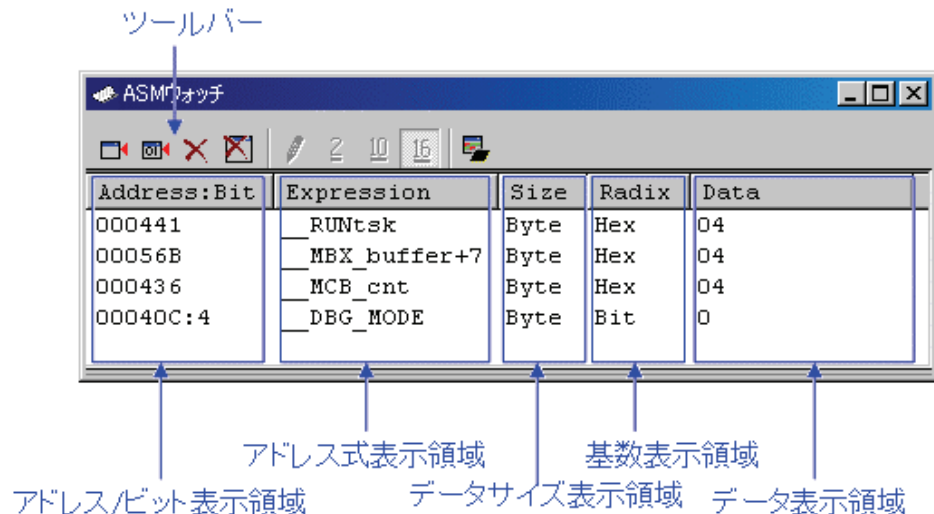 ツールバー
ASMウォッチ
01
2 10 16
Address:Bit Expression Size Radix Data
000441 __RUNtsk Byte Hex 04
00056B __MBX_buffer+7 Byte Hex 04
000436 __MCB_cnt Byte Hex 04
00040C:4 __DBG_MODE Byte Bit 0
アドレス式表示領域 基数表示領域
アドレス/ビット表示領域 データサイズ表示領域 データ表示領域